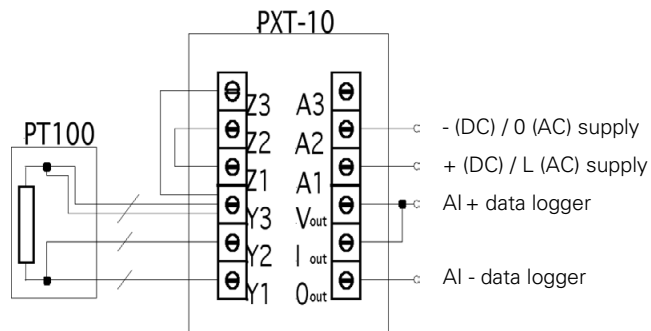 PXT-10
PT100
Z3 A3
Z2 A2 - (DC) / 0 (AC) supply
Z1 A1 + (DC) / L (AC) supply
Y3 Vout AI + data logger
Y2 I out
Y1 0out AI - data logger